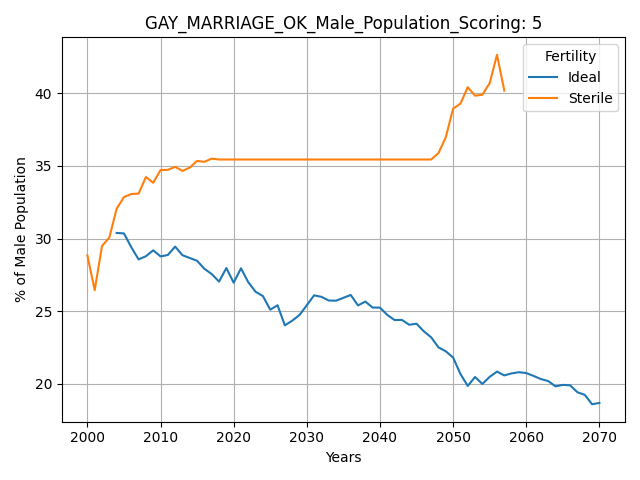 GAY_MARRIAGE_OK_Male_Population_Scoring: 5
Fertility
Ideal
Sterile
% of Male Population
40
35
30
25
20
2000 2010 2020 2030 2040 2050 2060 2070
Years